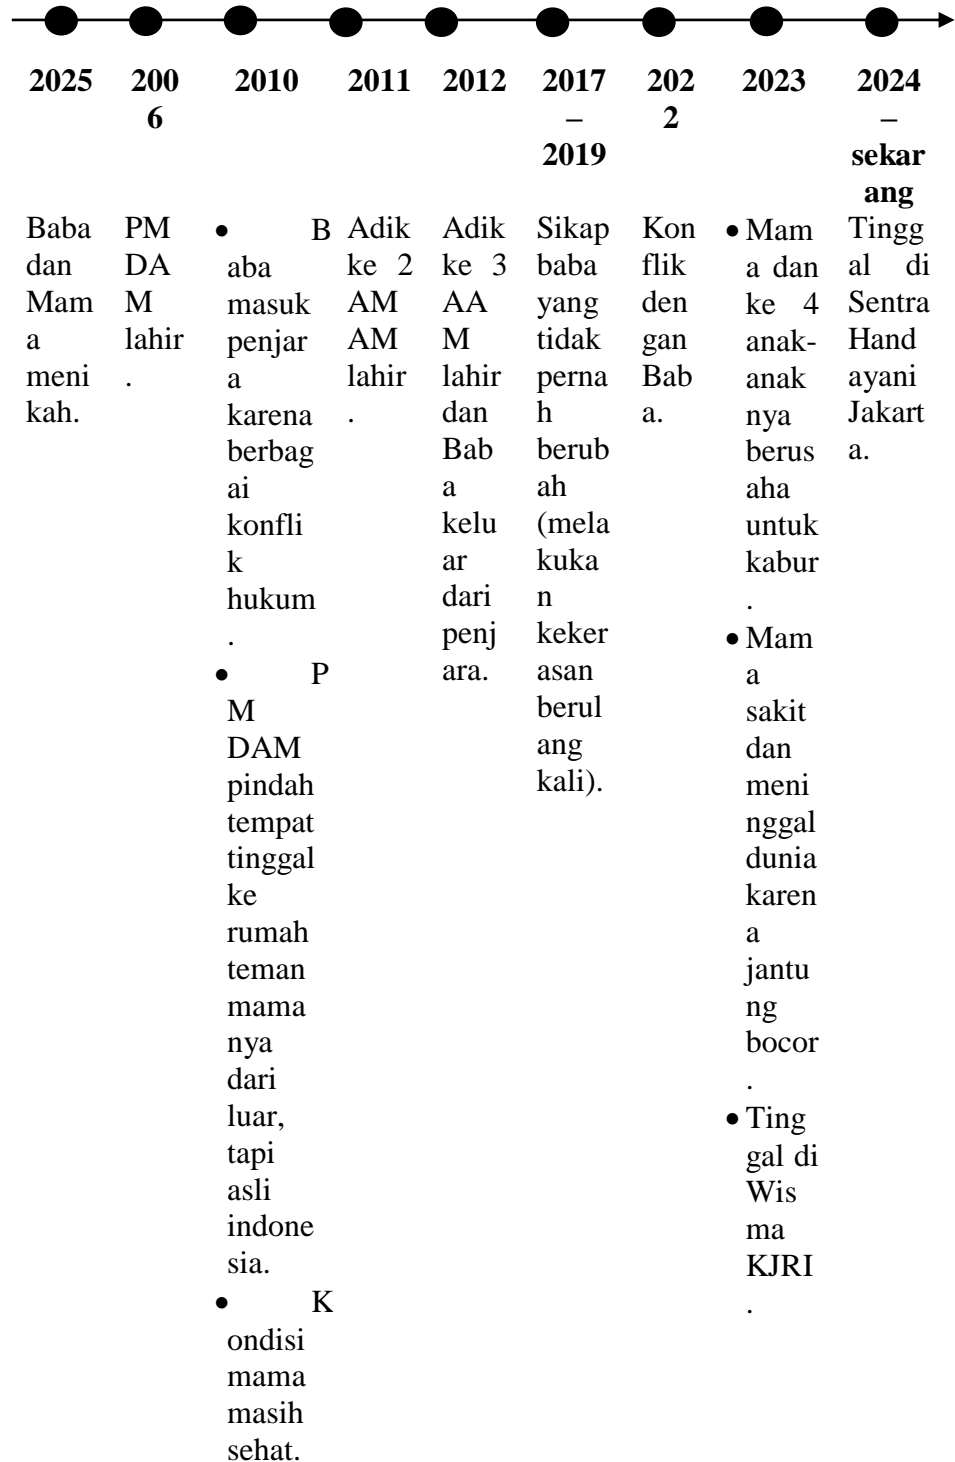 2025
200
6
2010
2011
2012
2017
–
2019
202
2
2023
2024
–
sekar
ang
Baba
dan
Mam
a
meni
kah.
PM
DA
M
lahir
.
● B
aba
masuk
penjar
a
karena
berbag
ai
konfli
k
hukum
.
● P
M
DAM
pindah
tempat
tinggal
ke
rumah
teman
mama
nya
dari
luar,
tapi
asli
indone
sia.
● K
ondisi
mama
masih
sehat.
Adik
ke 2
AM
AM
lahir
.
Adik
ke 3
AA
M
lahir
dan
Bab
a
kelu
ar
dari
penj
ara.
Sikap
baba
yang
tidak
perna
h
berub
ah
(mela
kuka
n
keker
asan
berul
ang
kali).
Kon
flik
den
gan
Bab
a.
● Mam
a dan
ke 4
anak-
anak
nya
berus
aha
untuk
kabur
.
● Mam
a
sakit
dan
meni
nggal
dunia
karen
a
jantu
ng
bocor
.
● Ting
gal di
Wis
ma
KJRI
.
Tingg
al di
Sentra
Hand
ayani
Jakart
a.